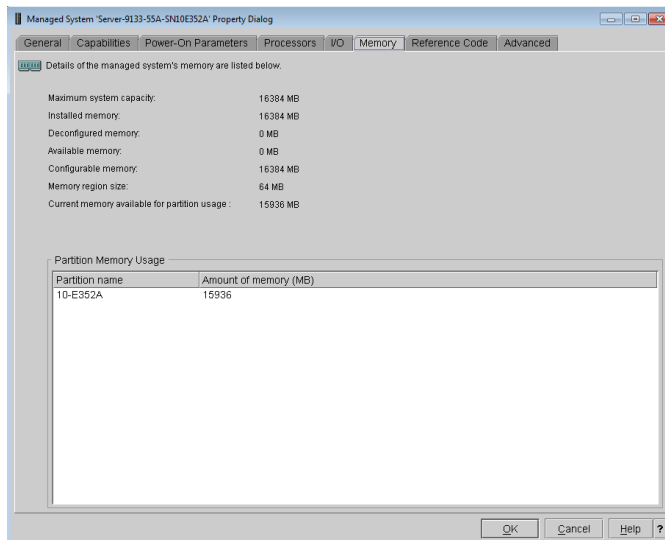 Managed System 'Server-9133-55A-SN10E352A' Property Dialog
General Capabilities Power-On Parameters Processors I/O Memory Reference Code Advanced
Details of the managed system's memory are listed below.
Maximum system capacity: 16384 MB
Installed memory: 16384 MB
Deconfigured memory: 0 MB
Available memory: 0 MB
Configurable memory: 16384 MB
Memory region size: 64 MB
Current memory available for partition usage : 15936 MB
Partition Memory Usage
Partition name Amount of memory (MB)
10-E352A 15936
OK Cancel Help ?